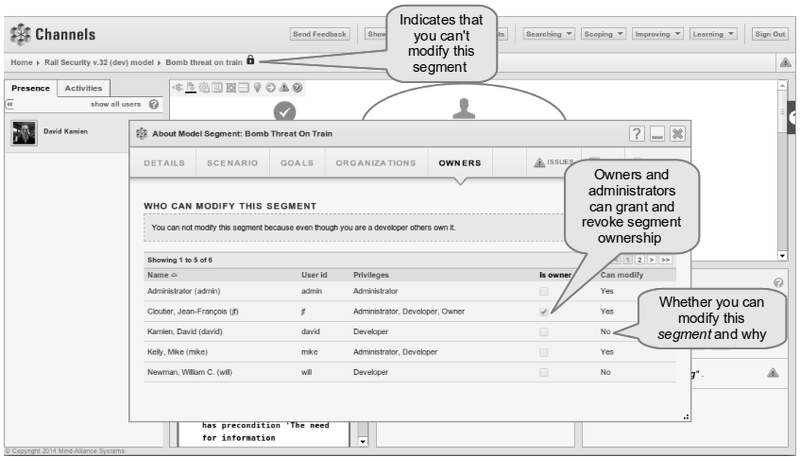 Channels
Send Feedback
Searching
Scoping
Improving
Learning
Sign Out
Indicates that
you can't
modify this
segment
Home Rail Security v.32 (dev) model Bomb threat on train
Presence
Activities
show all users
David Kamien
About Model Segment: Bomb Threat On Train
DETAILS
SCENARIO
GOALS
ORGANIZATIONS
OWNERS
ISSUES
Owners and
administrators
can grant and
revoke segment
ownership
WHO CAN MODIFY THIS SEGMENT
You can not modify this segment because even though you are a developer others own it.
Showing 1 to 5 of 6
1 2 > >>
Name User Id Privileges Is owner Can modify
Administrator (admin) admin Administrator Yes
Cloutier, Jean-François (jf) jf Administrator, Developer, Owner Yes
Kamien, David (david) david Developer No
Kelly, Mike (mike) mike Administrator, Developer Yes
Newman, William C. (will) will Developer No
Whether you can
modify this
segment and why
has precondition 'The need
for information
© Copyright 2014 Mind-Alliance Systems